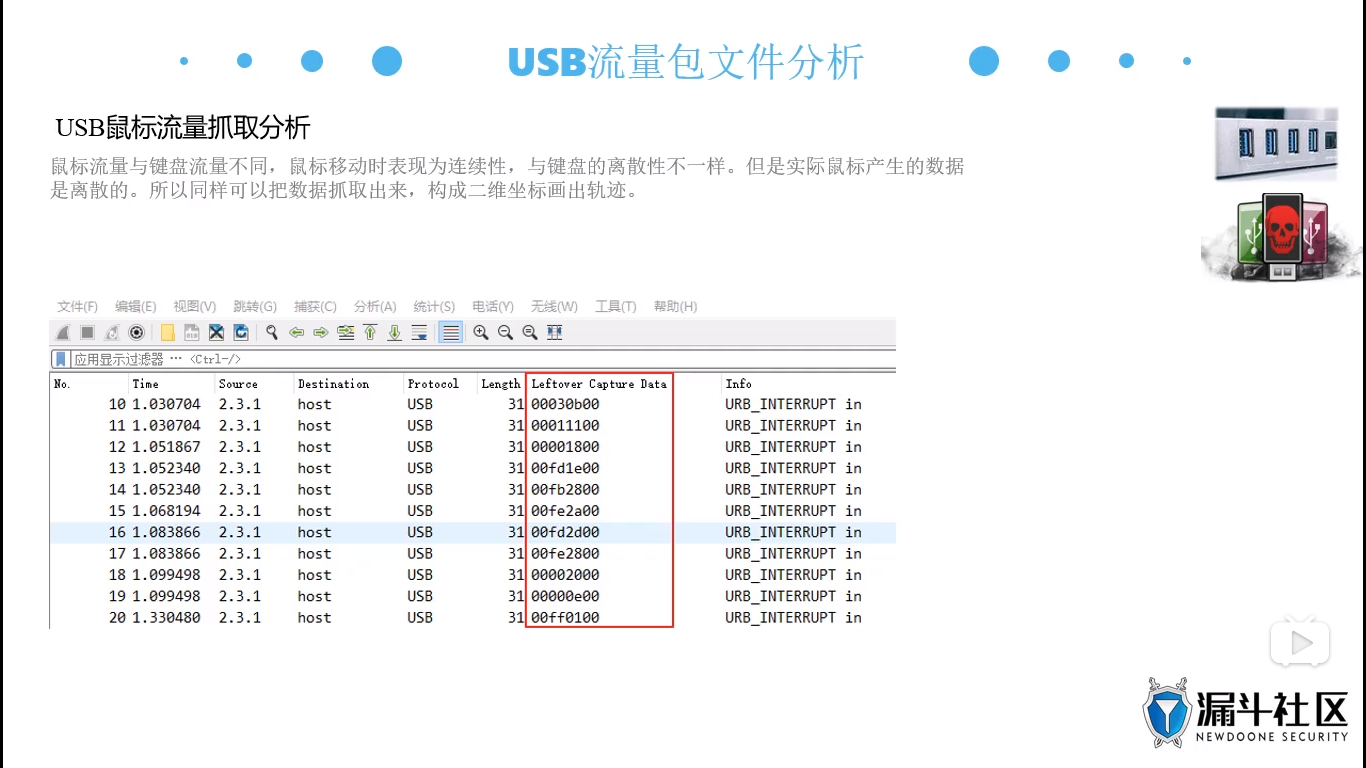 USB流量包文件分析
USB鼠标流量抓取分析
鼠标流量与键盘流量不同，鼠标移动时表现为连续性，与键盘的离散性不一样。但是实际鼠标产生的数据
是离散的。所以同样可以把数据抓取出来，构成二维坐标画出轨迹。
文件(F) 编辑(E) 视图(V) 跳转(G) 捕获(C) 分析(A) 统计(S) 电话(Y) 无线(W) 工具(T) 帮助(H)
应用显示过滤器 … <Ctrl-/>
No. Time Source Destination Protocol Length Leftover Capture Data Info
10 1.030704 2.3.1 host USB 31 00030b00 URB_INTERRUPT in
11 1.030704 2.3.1 host USB 31 00011100 URB_INTERRUPT in
12 1.051867 2.3.1 host USB 31 00001800 URB_INTERRUPT in
13 1.052340 2.3.1 host USB 31 00fd1e00 URB_INTERRUPT in
14 1.052340 2.3.1 host USB 31 00fb2800 URB_INTERRUPT in
15 1.068194 2.3.1 host USB 31 00fe2a00 URB_INTERRUPT in
16 1.083866 2.3.1 host USB 31 00fd2d00 URB_INTERRUPT in
17 1.083866 2.3.1 host USB 31 00fe2800 URB_INTERRUPT in
18 1.099498 2.3.1 host USB 31 00002000 URB_INTERRUPT in
19 1.099498 2.3.1 host USB 31 00000e00 URB_INTERRUPT in
20 1.330480 2.3.1 host USB 31 00ff0100 URB_INTERRUPT in
漏斗社区
NEWDOONE SECURITY